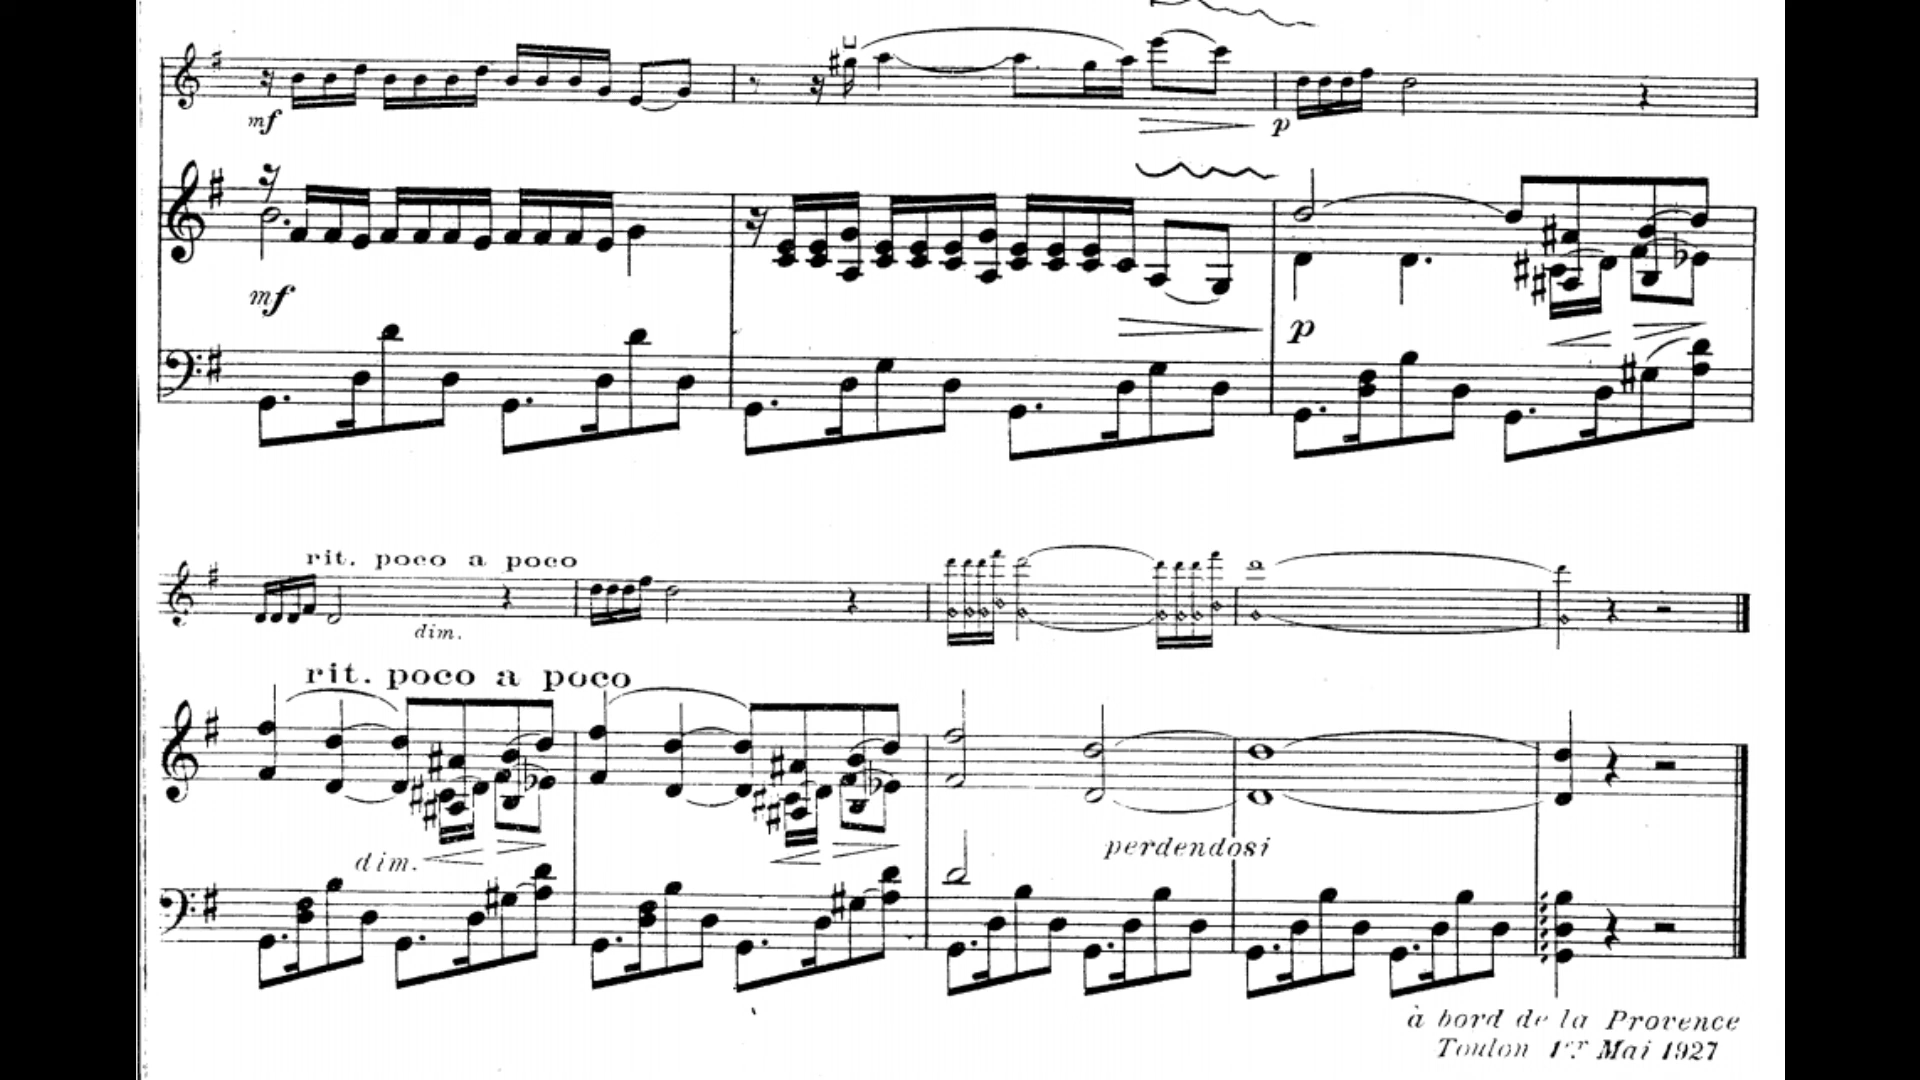 mf
p
mf
p
rit. poco a poco
dim.
rit. poco a poco
dim.
perdendosi
à bord de la Provence
Toulon 1er Mai 1927